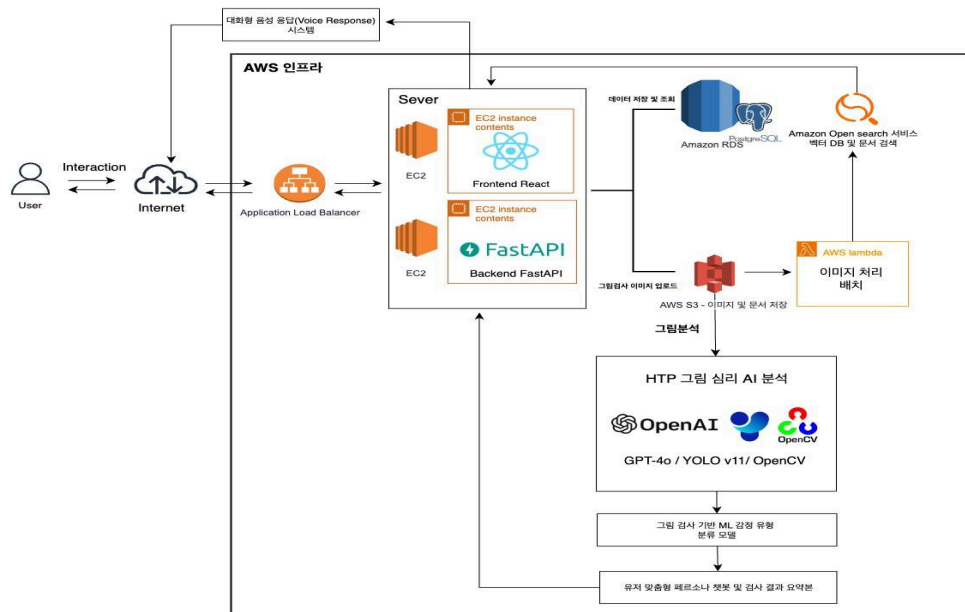 대화형 음성 응답(Voice Response)
시스템
AWS 인프라
Sever
EC2 instance
contents
EC2
Frontend React
EC2 instance
contents
FastAPI
EC2
Backend FastAPI
Interaction
User
Internet
Application Load Balancer
데이터 저장 및 조회
PostgreSQL
Amazon RDS
Amazon Open search 서비스
벡터 DB 및 문서 검색
AWS lambda
이미지 처리
배치
그림검사 이미지 업로드
AWS S3 - 이미지 및 문서 저장
그림분석
HTP 그림 심리 AI 분석
OpenAI
OpenCV
GPT-4o / YOLO v11/ OpenCV
그림 검사 기반 ML 감정 유형
분류 모델
유저 맞춤형 페르소나 챗봇 및 검사 결과 요약본